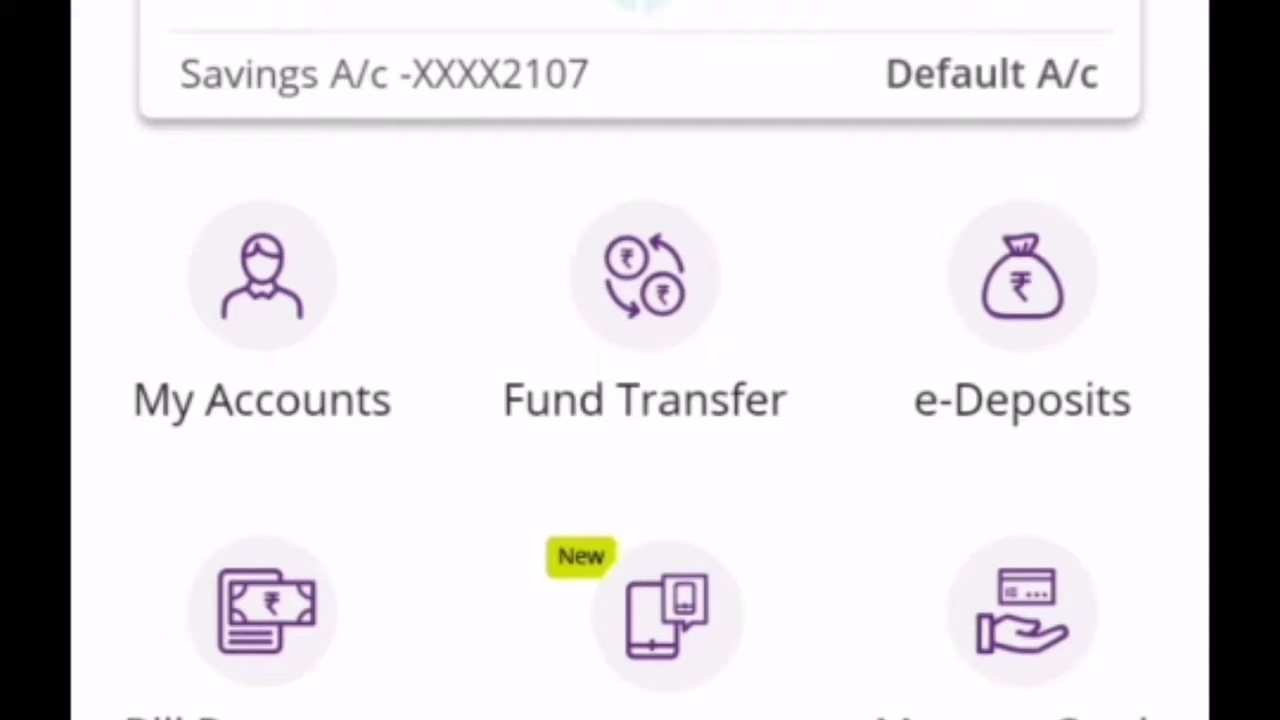 Savings A/c -XXXX2107 Default A/c
My Accounts Fund Transfer e-Deposits
New